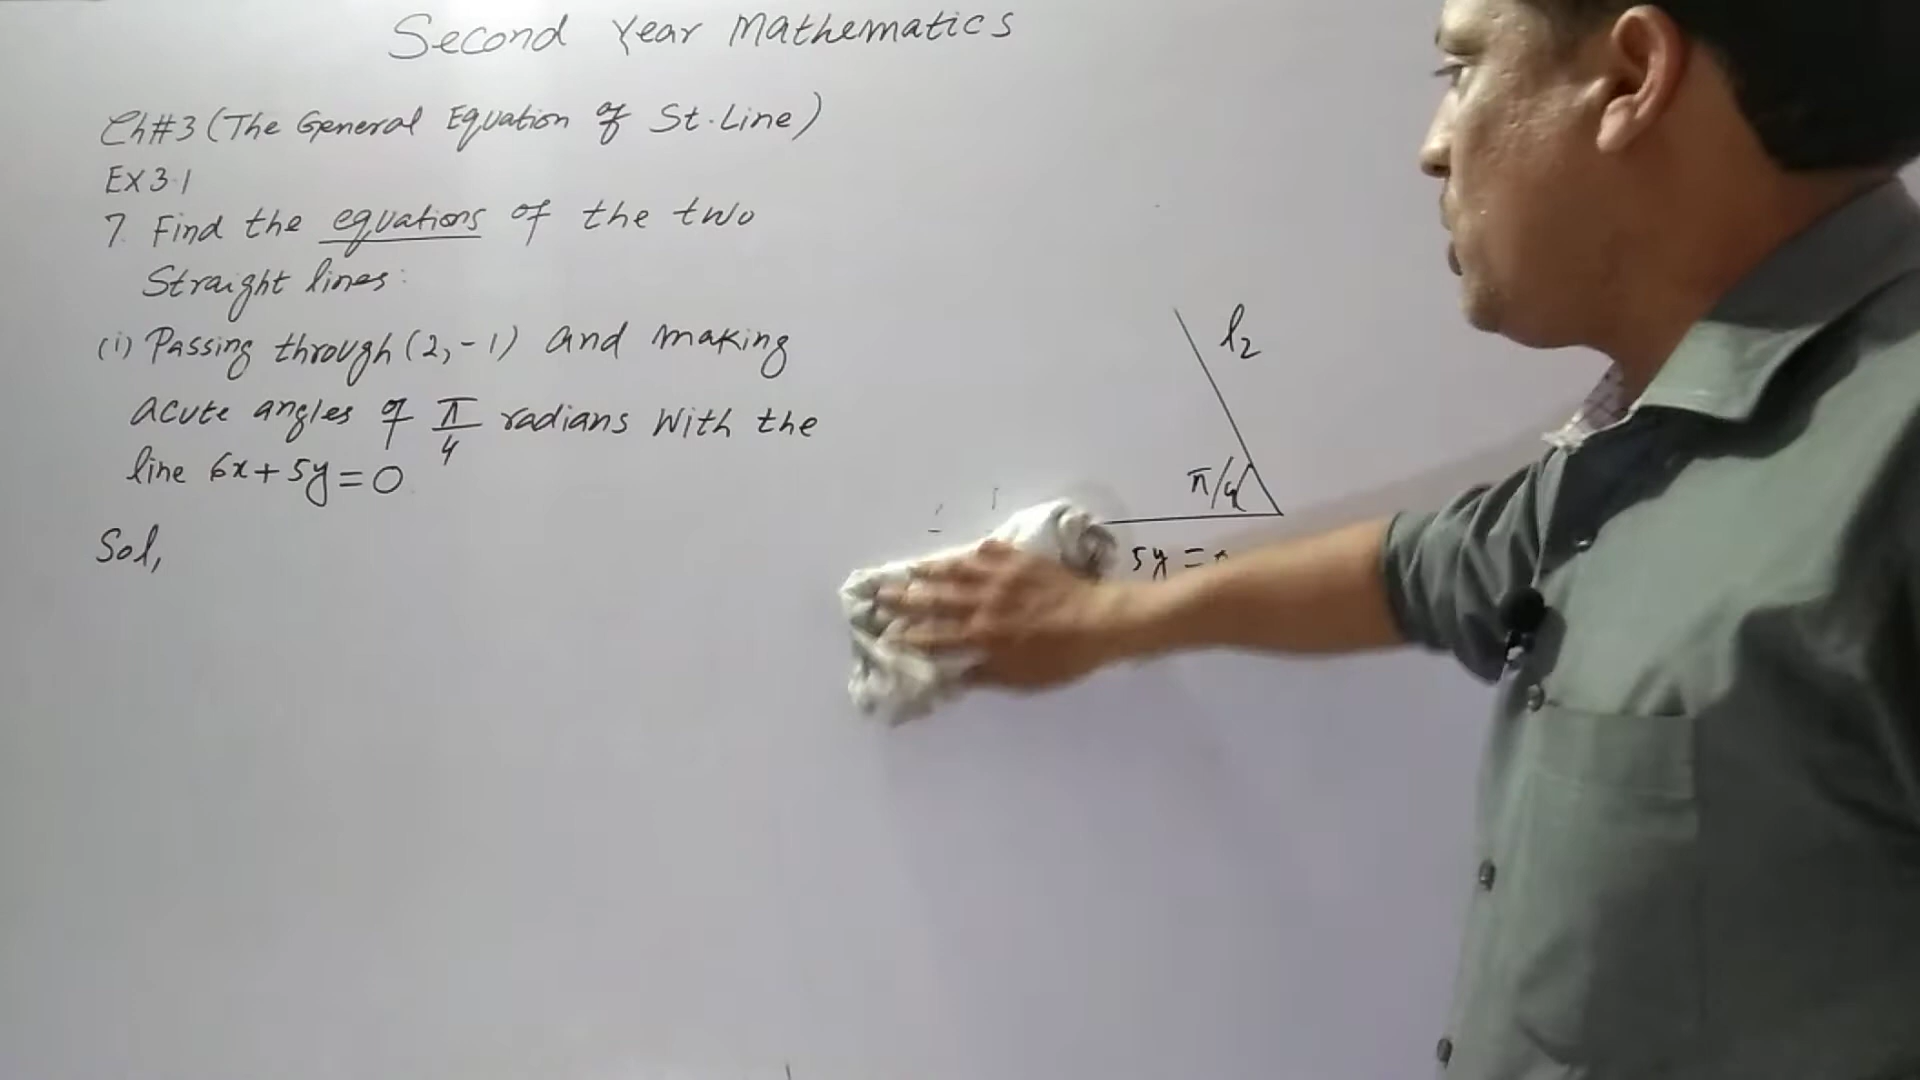 Second Year Mathematics
Ch#3 (The General Equation of St. Line)
Ex 3.1
7. Find the equations of the two
Straight lines:
(i) Passing through (2, -1) and making
acute angles of π/4 radians with the
line 6x + 5y = 0
Sol,
l2
π/4
5y =